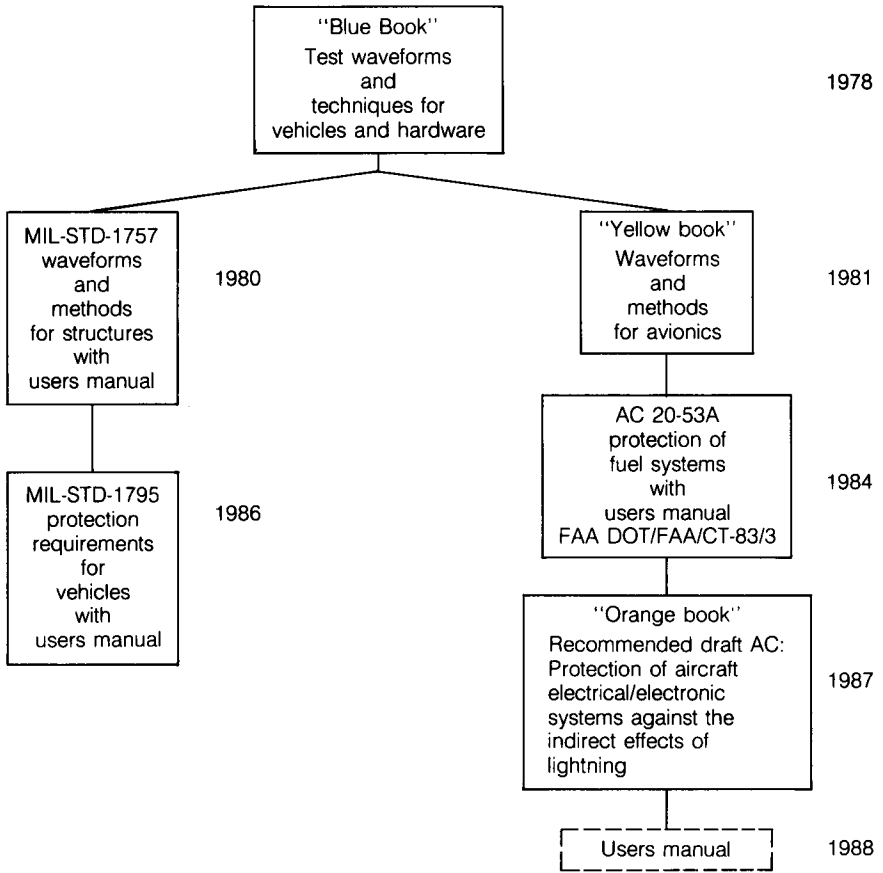 "Blue Book"
Test waveforms
and
techniques for
vehicles and hardware
1978
MIL-STD-1757
waveforms
and
methods
for structures
with
users manual
1980
"Yellow book"
Waveforms
and
methods
for avionics
1981
MIL-STD-1795
protection
requirements
for
vehicles
with
users manual
1986
AC 20-53A
protection of
fuel systems
with
users manual
FAA DOT/FAA/CT-83/3
1984
"Orange book"
Recommended draft AC:
Protection of aircraft
electrical/electronic
systems against the
indirect effects of
lightning
1987
Users manual
1988